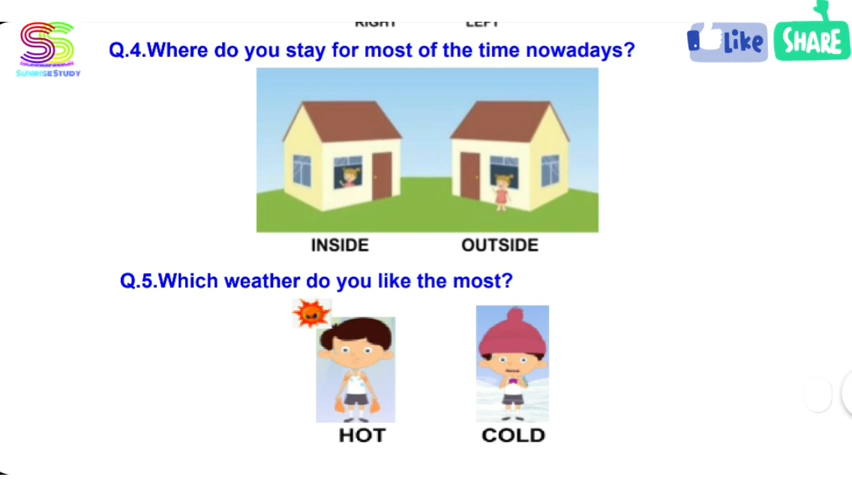 RIGHT LEFT
Q.4.Where do you stay for most of the time nowadays?
INSIDE OUTSIDE
Q.5.Which weather do you like the most?
HOT COLD
SS
SUNRISE STUDY
Like SHARE